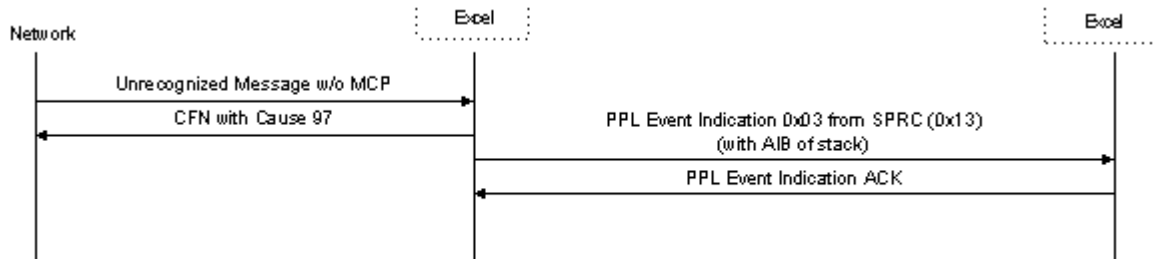 Excel
Excel
Network
Unrecognized Message w/o MCP
CFN with Cause 97
PPL Event Indication 0x03 from SPRC (0x13)
(with AIB of stack)
PPL Event Indication ACK